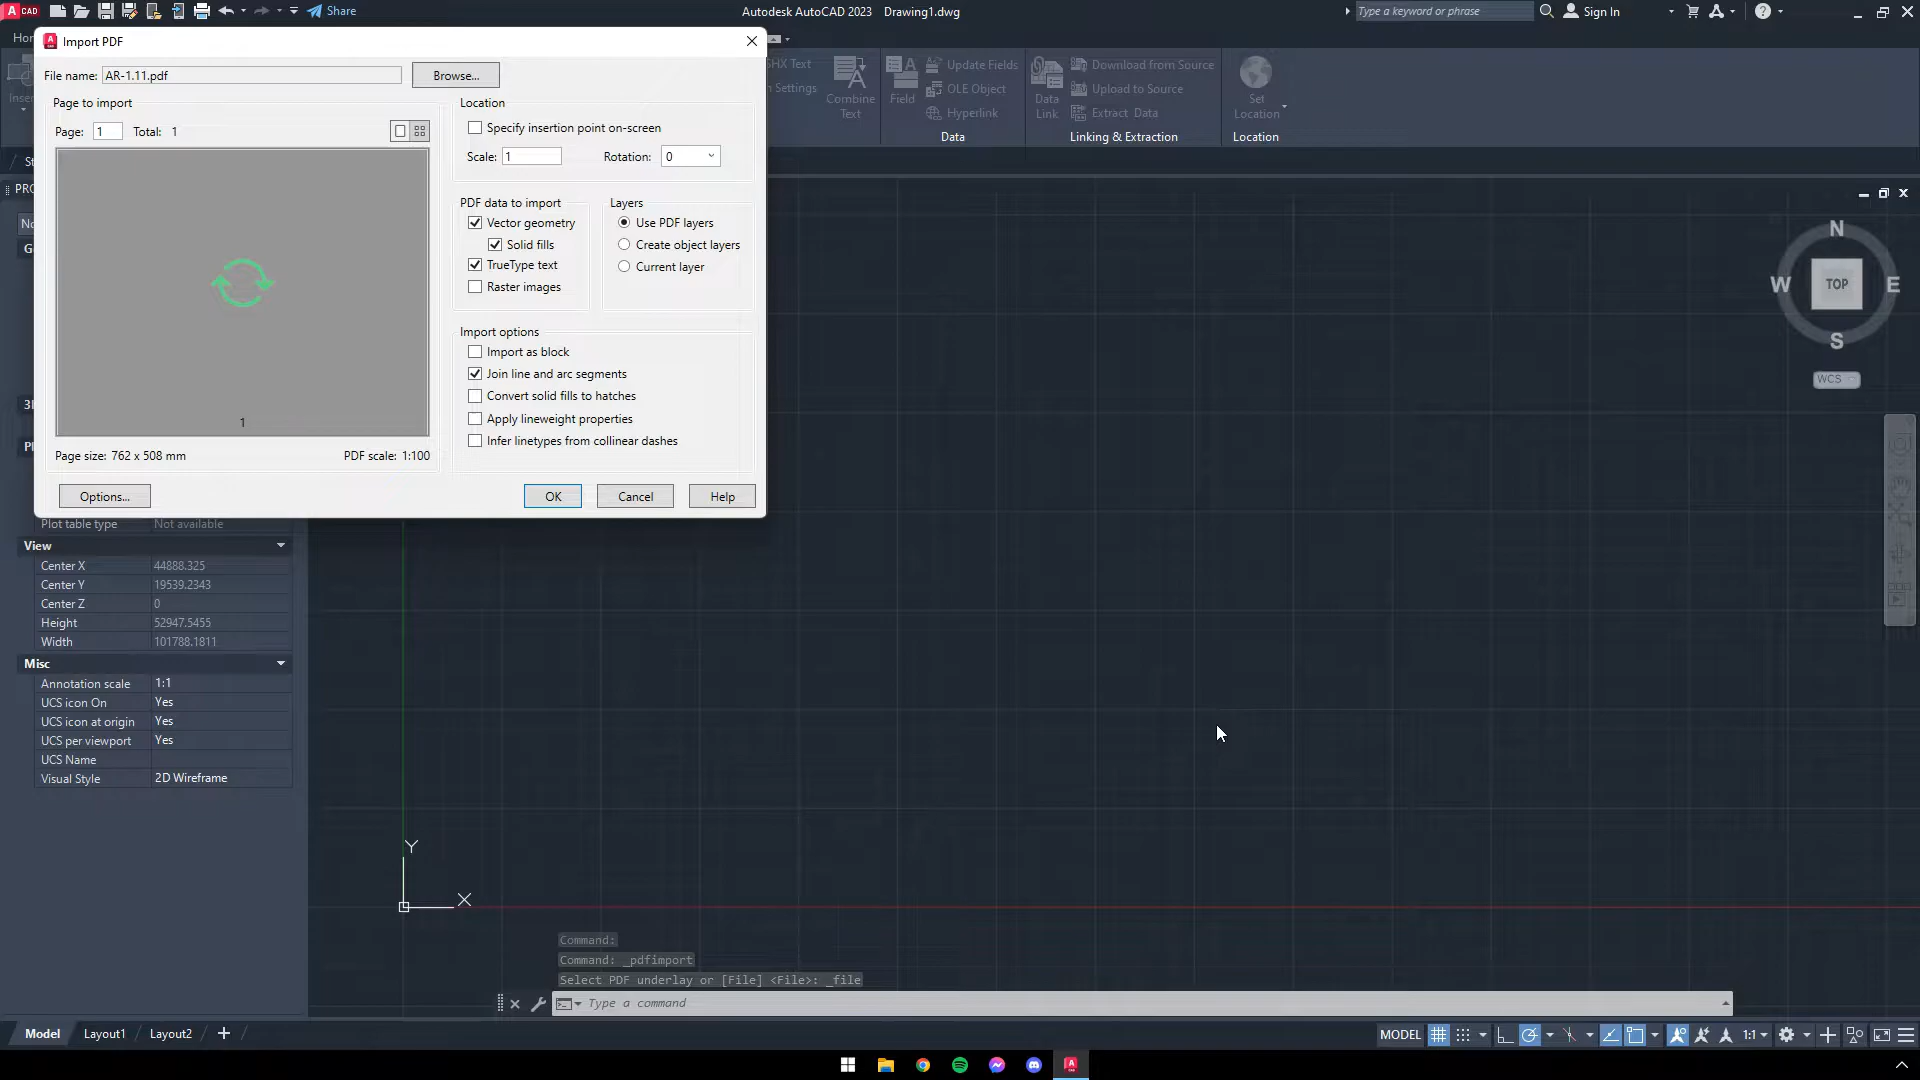 CAD
Share
Autodesk AutoCAD 2023 Drawing1.dwg
Type a keyword or phrase
Sign In
Import PDF
File name: AR-1.11.pdf
Browse...
Page to import
Page: 1 Total: 1
1
Page size: 762 x 508 mm PDF scale: 1:100
Location
Specify insertion point on-screen
Scale: 1 Rotation: 0
PDF data to import
Vector geometry
Solid fills
TrueType text
Raster images
Layers
Use PDF layers
Create object layers
Current layer
Import options
Import as block
Join line and arc segments
Convert solid fills to hatches
Apply lineweight properties
Infer linetypes from collinear dashes
Options... OK Cancel Help
Text
Settings
Combine
Text
Field
Update Fields
OLE Object
Hyperlink
Data
Data
Link
Download from Source
Upload to Source
Extract Data
Linking & Extraction
Set
Location
Location
N
W TOP E
S
WCS
Plot table type Not available
View
Center X 44888.325
Center Y 19539.2343
Center Z 0
Height 52947.5455
Width 101788.1811
Misc
Annotation scale 1:1
UCS icon On Yes
UCS icon at origin Yes
UCS per viewport Yes
UCS Name
Visual Style 2D Wireframe
Y
X
Command:
Command: _pdfimport
Select PDF underlay or [File] <File>: _file
Type a command
Model Layout1 Layout2
MODEL 1:1